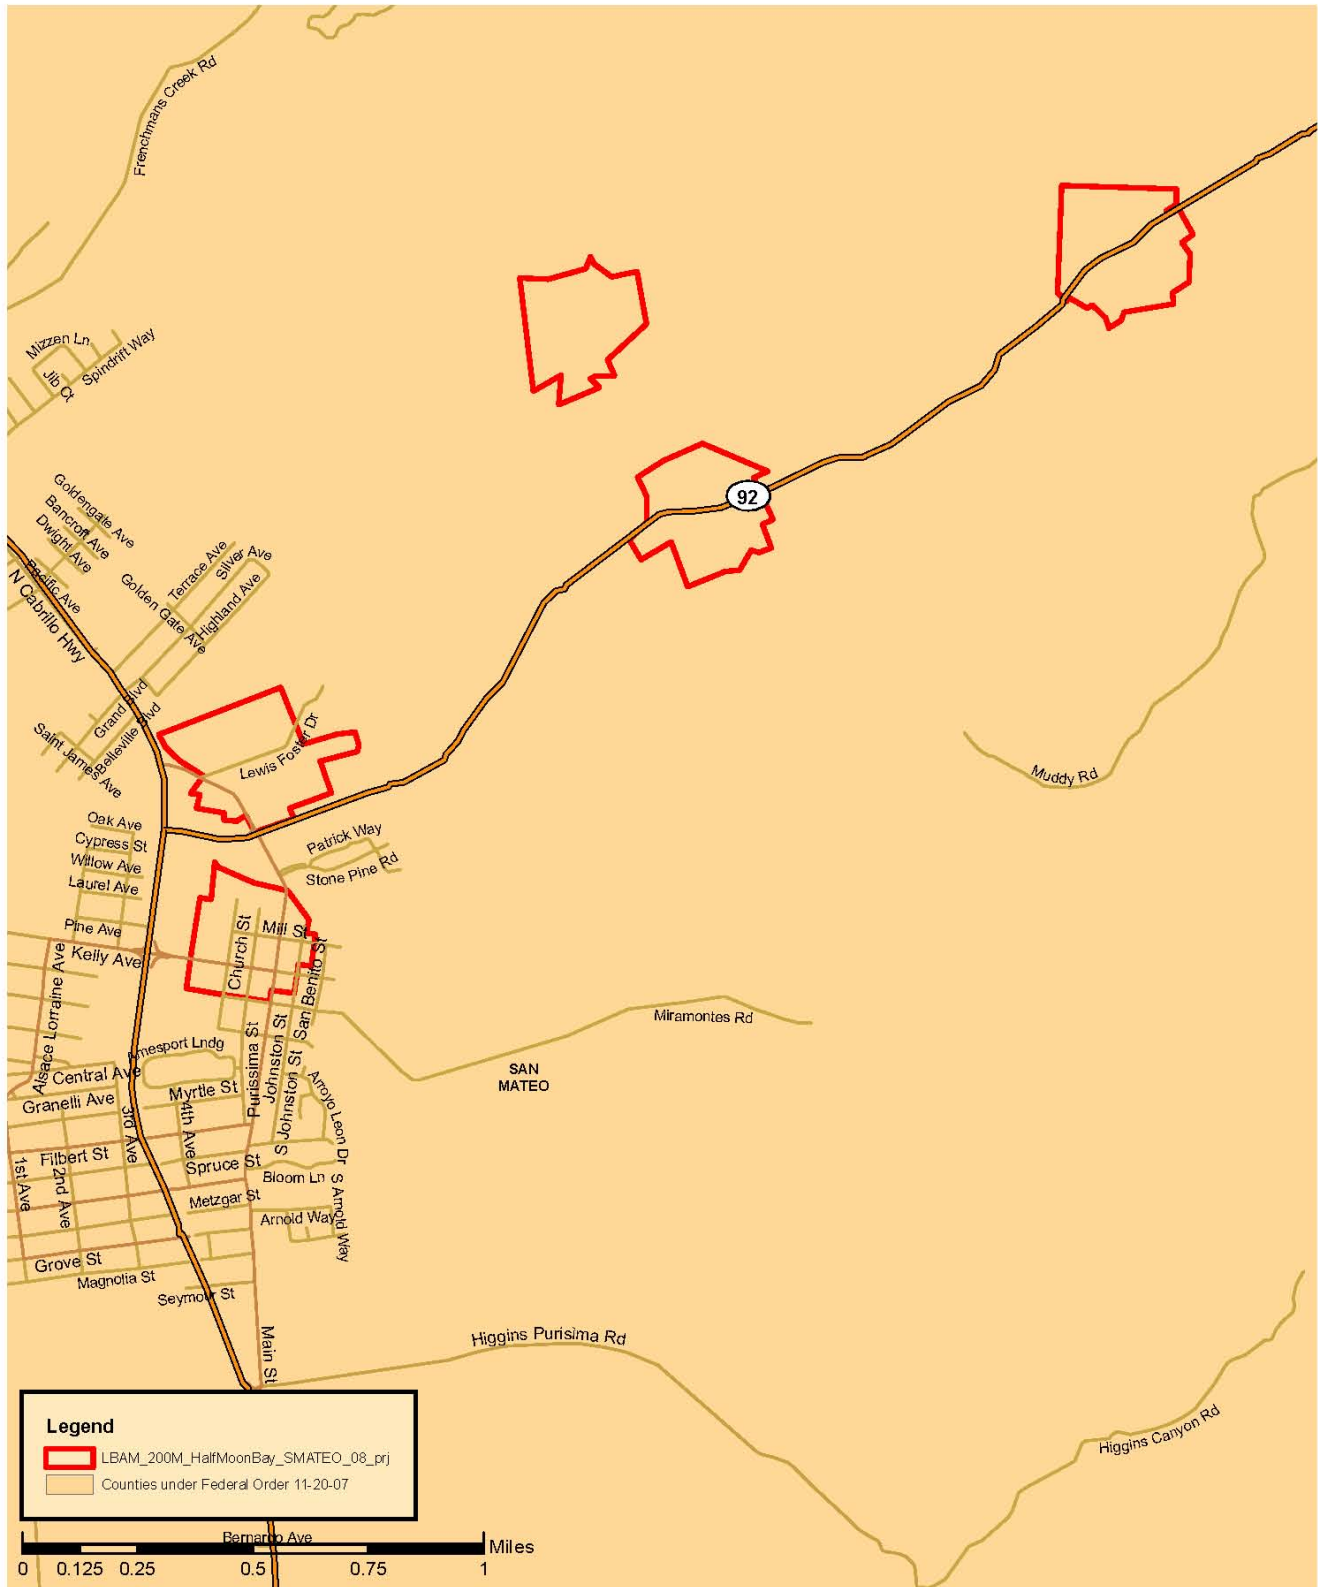 Frenchmans Creek Rd
Mizzen Ln
Spindrift Way
Jib Ct
92
Goldengate Ave
Bancroft Ave
Dwight Ave
Pacific Ave
Terrace Ave
Silver Ave
Golden Gate Ave
Highland Ave
N Cabrillo Hwy
Grand Blvd
Belleville Blvd
Saint James Ave
Lewis Foster Dr
Muddy Rd
Oak Ave
Cypress St
Willow Ave
Laurel Ave
Patrick Way
Stone Pine Rd
Pine Ave
Kelly Ave
Church St
Mill St
San Benito St
Alsace Lorraine Ave
Miramontes Rd
Amesport Lndg
Purissima St
Johnston St
SAN
MATEO
Central Ave
Granelli Ave
Myrtle St
3rd Ave
4th Ave
S Johnston St
Arroyo Leon Dr
Filbert St
Spruce St
1st Ave
2nd Ave
Bloom Ln
Metzgar St
Arnold Way
S Arnold Way
Grove St
Magnolia St
Seymour St
Main St
Higgins Purisima Rd
Higgins Canyon Rd
Legend
LBAM_200M_HalfMoonBay_SMATEO_08_prj
Counties under Federal Order 11-20-07
Bernardo Ave
Miles
0 0.125 0.25 0.5 0.75 1